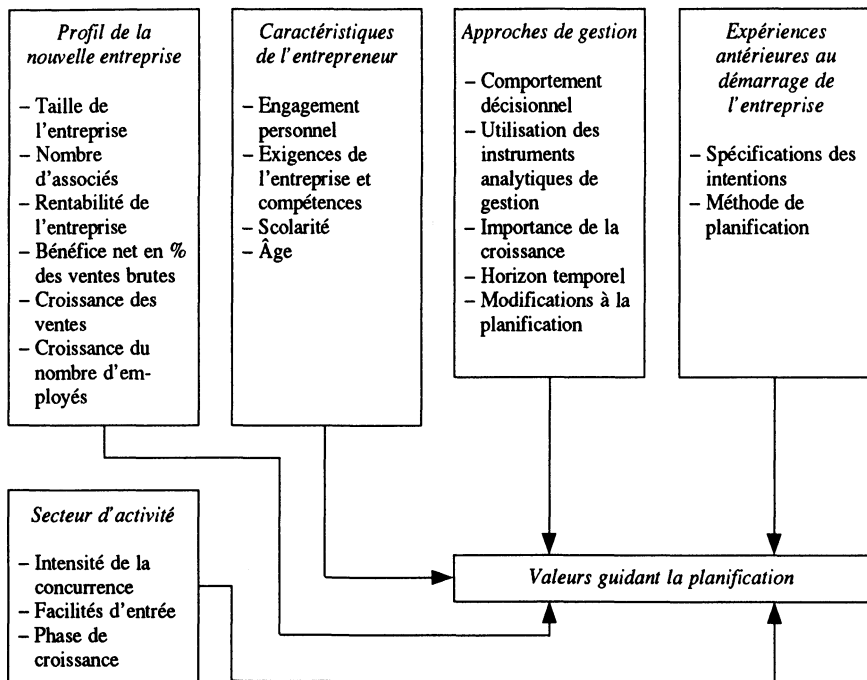 Profil de la
nouvelle entreprise
– Taille de
l'entreprise
– Nombre
d'associés
– Rentabilité de
l'entreprise
– Bénéfice net en %
des ventes brutes
– Croissance des
ventes
– Croissance du
nombre d'em-
ployés
Caractéristiques
de l'entrepreneur
– Engagement
personnel
– Exigences de
l'entreprise et
compétences
– Scolarité
– Âge
Approches de gestion
– Comportement
décisionnel
– Utilisation des
instruments
analytiques de
gestion
– Importance de la
croissance
– Horizon temporel
– Modifications à la
planification
Expériences
antérieures au
démarrage de
l'entreprise
– Spécifications des
intentions
– Méthode de
planification
Secteur d'activité
– Intensité de la
concurrence
– Facilités d'entrée
– Phase de
croissance
Valeurs guidant la planification